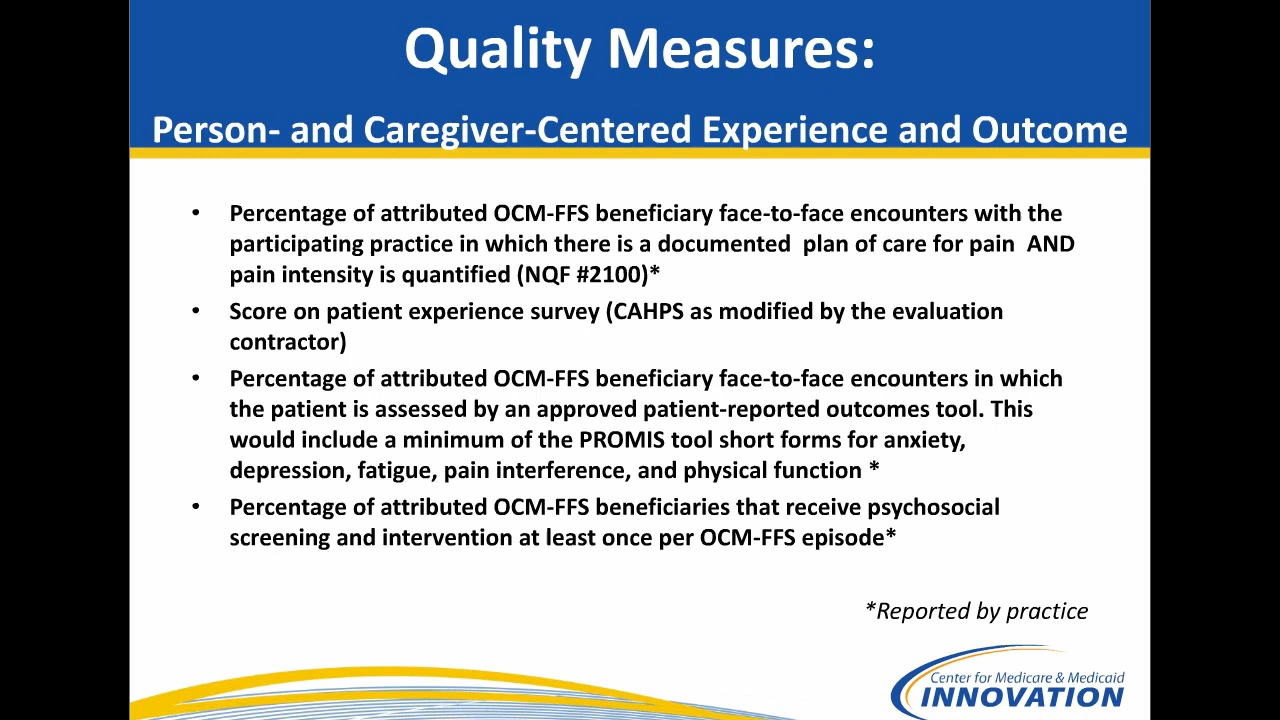 Quality Measures:
Person- and Caregiver-Centered Experience and Outcome
• Percentage of attributed OCM-FFS beneficiary face-to-face encounters with the
participating practice in which there is a documented plan of care for pain AND
pain intensity is quantified (NQF #2100)*
• Score on patient experience survey (CAHPS as modified by the evaluation
contractor)
• Percentage of attributed OCM-FFS beneficiary face-to-face encounters in which
the patient is assessed by an approved patient-reported outcomes tool. This
would include a minimum of the PROMIS tool short forms for anxiety,
depression, fatigue, pain interference, and physical function *
• Percentage of attributed OCM-FFS beneficiaries that receive psychosocial
screening and intervention at least once per OCM-FFS episode*
*Reported by practice
Center for Medicare & Medicaid
INNOVATION